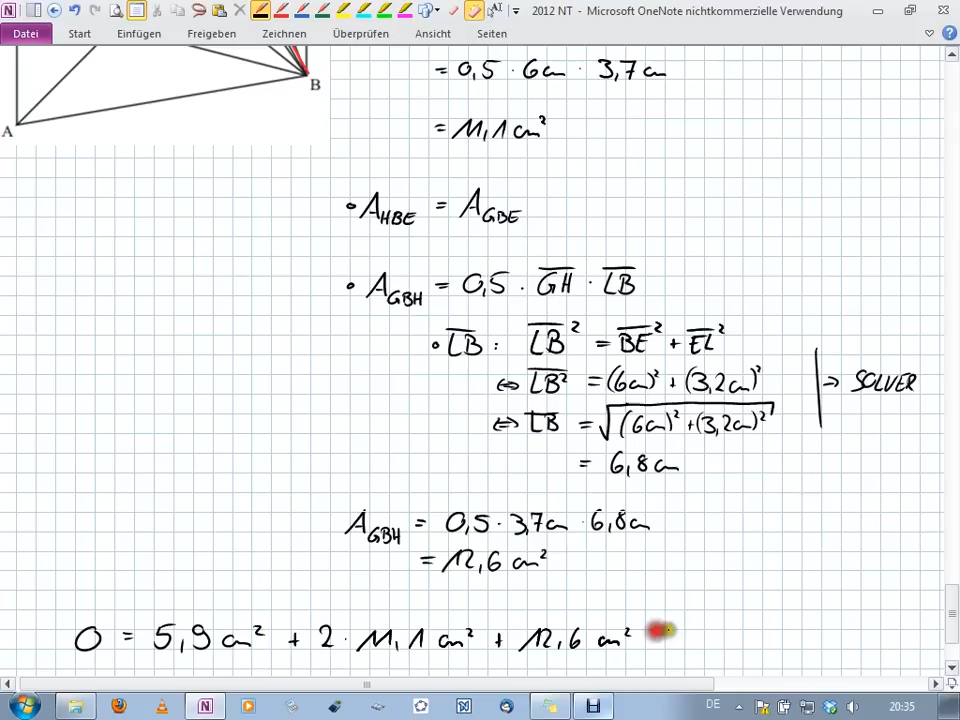 2012 NT - Microsoft OneNote nichtkommerzielle Verwendung
Datei Start Einfügen Freigeben Zeichnen Überprüfen Ansicht Seiten
B
A
= 0,5 · 6cm · 3,7cm
= 11,1 cm²
• A_HBE = A_GBE
• A_GBH = 0,5 · GH · LB
• LB : LB² = BE² + EL²
⇔ LB² = (6cm)² + (3,2cm)²
→ SOLVER
⇔ LB = √(6cm)² + (3,2cm)²
= 6,8cm
A_GBH = 0,5 · 3,7cm · 6,8cm
= 12,6 cm²
O = 5,9 cm² + 2 · 11,1 cm² + 12,6 cm²
DE 20:35